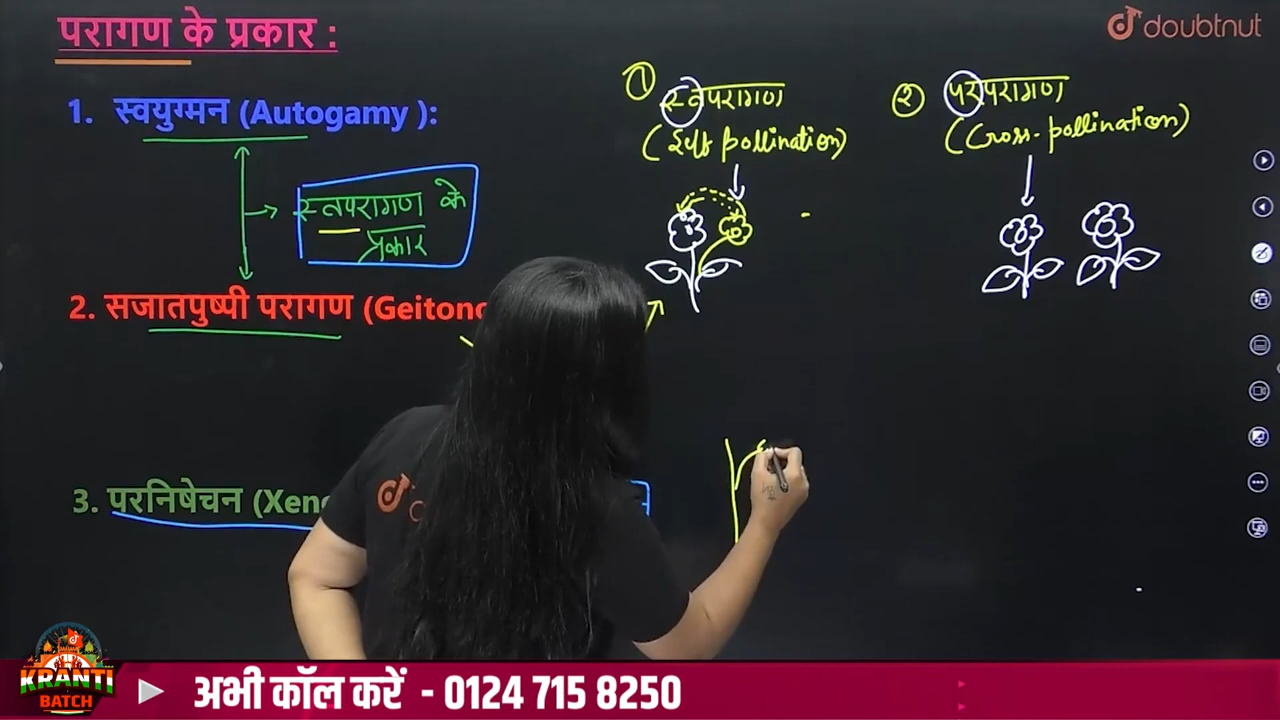 परागण के प्रकार :
doubtnut
1. स्वयुग्मन (Autogamy ):
स्वपरागण के
प्रकार
2. सजातपुष्पी परागण (Geitono
3. परनिषेचन (Xeno
① स्वपरागण
(Self pollination)
② परपरागण
(Cross-pollination)
KRANTI
BATCH
अभी कॉल करें - 0124 715 8250